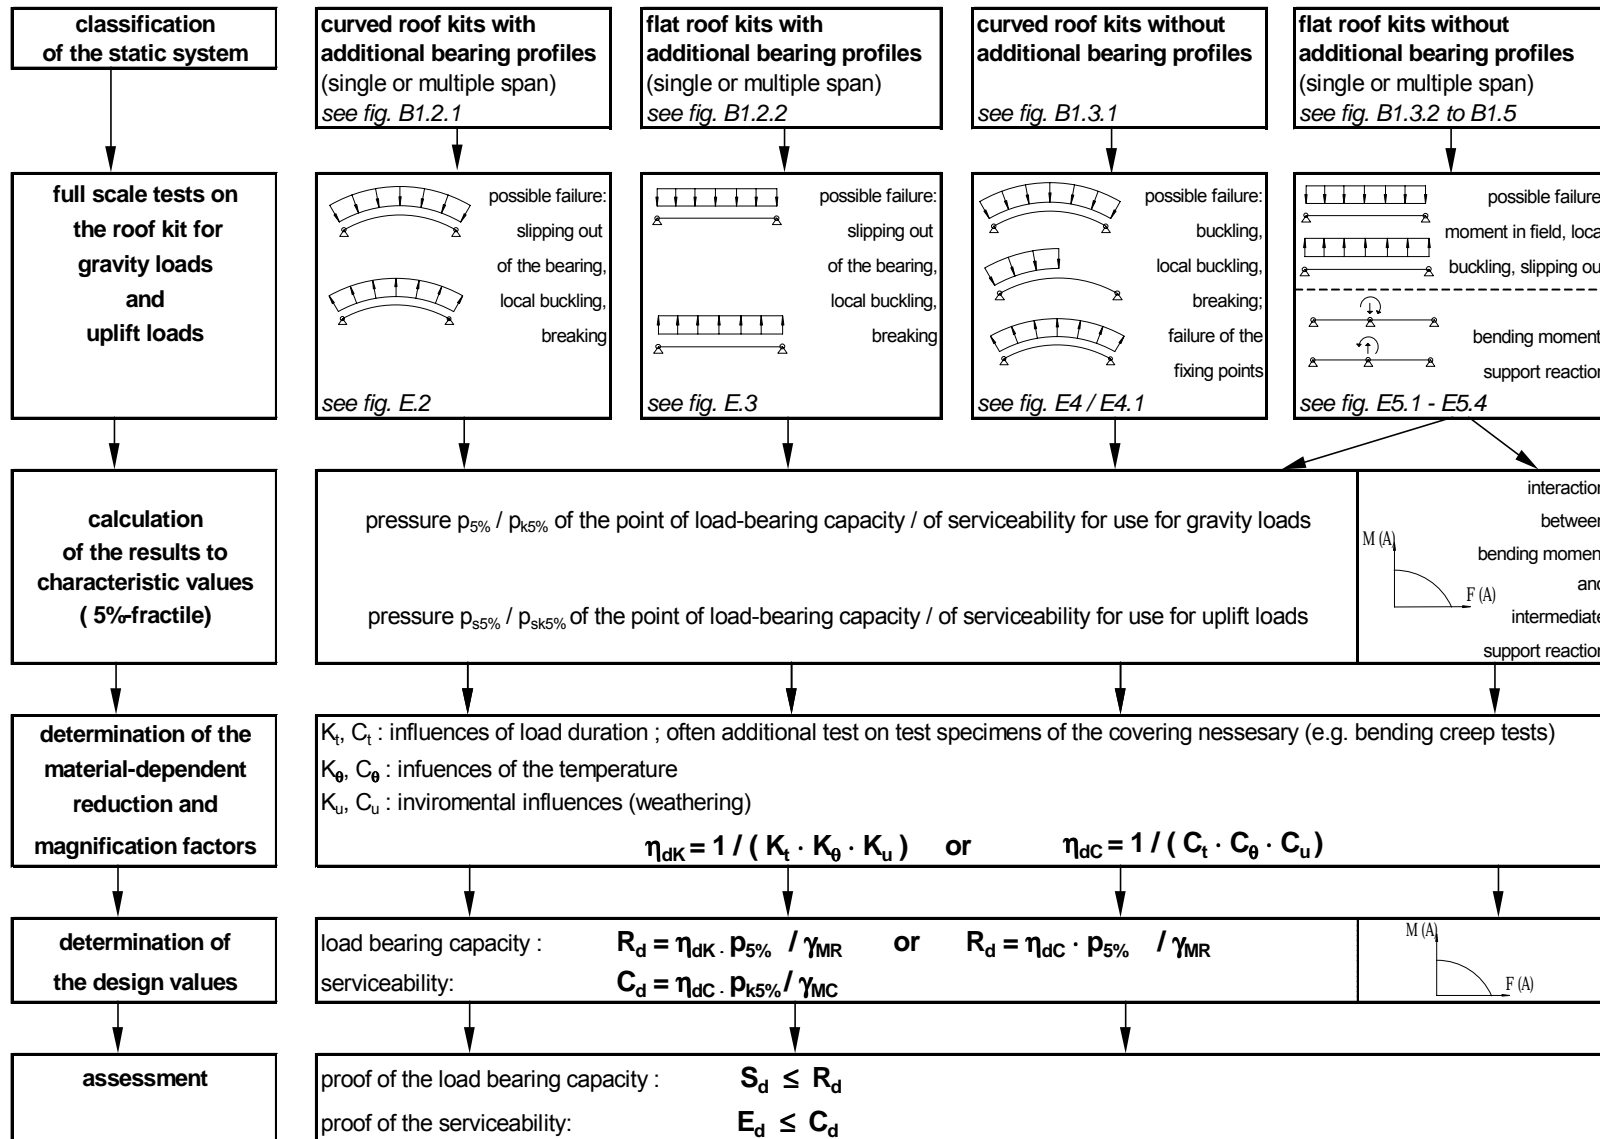 classification
of the static system
curved roof kits with
additional bearing profiles
(single or multiple span)
see fig. B1.2.1
flat roof kits with
additional bearing profiles
(single or multiple span)
see fig. B1.2.2
curved roof kits without
additional bearing profiles
see fig. B1.3.1
flat roof kits without
additional bearing profiles
(single or multiple span)
see fig. B1.3.2 to B1.5
full scale tests on
the roof kit for
gravity loads
and
uplift loads
possible failure:
slipping out
of the bearing,
local buckling,
breaking
see fig. E.2
possible failure:
slipping out
of the bearing,
local buckling,
breaking
see fig. E.3
possible failure:
buckling,
local buckling,
breaking;
failure of the
fixing points
see fig. E4 / E4.1
possible failure
moment in field, loca
buckling, slipping ou
bending moment
support reaction
see fig. E5.1 - E5.4
calculation
of the results to
characteristic values
( 5%-fractile)
pressure p5% / pk5% of the point of load-bearing capacity / of serviceability for use for gravity loads
pressure ps5% / psk5% of the point of load-bearing capacity / of serviceability for use for uplift loads
M (A)
F (A)
interaction
between
bending momen
and
intermediate
support reaction
determination of the
material-dependent
reduction and
magnification factors
Kt, Ct : influences of load duration ; often additional test on test specimens of the covering nessesary (e.g. bending creep tests)
Kθ, Cθ : infuences of the temperature
Ku, Cu : inviromental influences (weathering)
ηdK = 1 / ( Kt · Kθ · Ku ) or ηdC = 1 / ( Ct · Cθ · Cu )
determination of
the design values
load bearing capacity : Rd = ηdK · p5% / γMR or Rd = ηdC · p5% / γMR
serviceability: Cd = ηdC · pk5% / γMC
M (A)
F (A)
assessment
proof of the load bearing capacity : Sd ≤ Rd
proof of the serviceability: Ed ≤ Cd